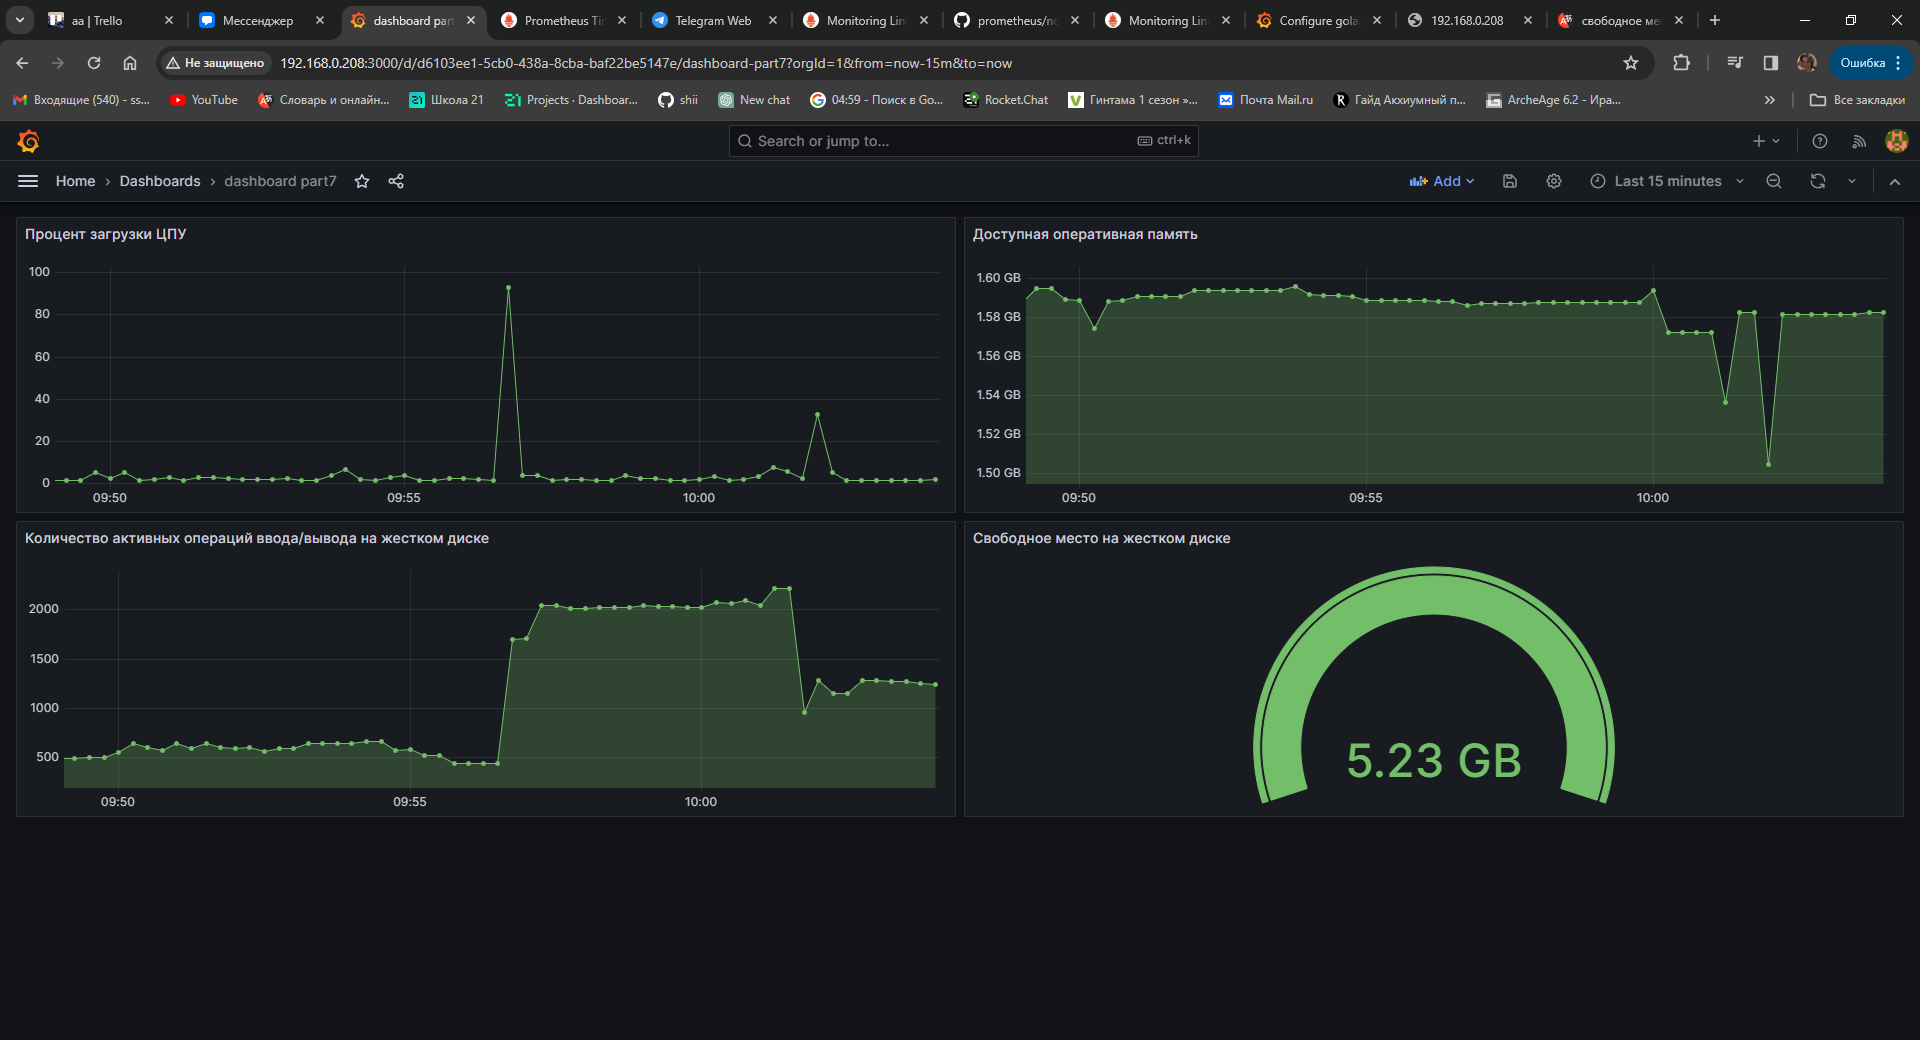 aa | Trello
Мессенджер
dashboard par
Prometheus Ti
Telegram Web
Monitoring Lin
prometheus/no
Monitoring Lin
Configure gola
192.168.0.208
свободное ме
Не защищено
192.168.0.208:3000/d/d6103ee1-5cb0-438a-8cba-baf22be5147e/dashboard-part7?orgId=1&from=now-15m&to=now
Ошибка
Входящие (540) - ss...
YouTube
Словарь и онлайн...
Школа 21
Projects · Dashboar...
shii
New chat
04:59 - Поиск в Go...
Rocket.Chat
Гинтама 1 сезон »...
Почта Mail.ru
Гайд Акхиумный п...
ArcheAge 6.2 - Ира...
Все закладки
Search or jump to...
ctrl+k
Home › Dashboards › dashboard part7
Add
Last 15 minutes
Процент загрузки ЦПУ
100
80
60
40
20
0
09:50
09:55
10:00
Доступная оперативная память
1.60 GB
1.58 GB
1.56 GB
1.54 GB
1.52 GB
1.50 GB
09:50
09:55
10:00
Количество активных операций ввода/вывода на жестком диске
2000
1500
1000
500
09:50
09:55
10:00
Свободное место на жестком диске
5.23 GB